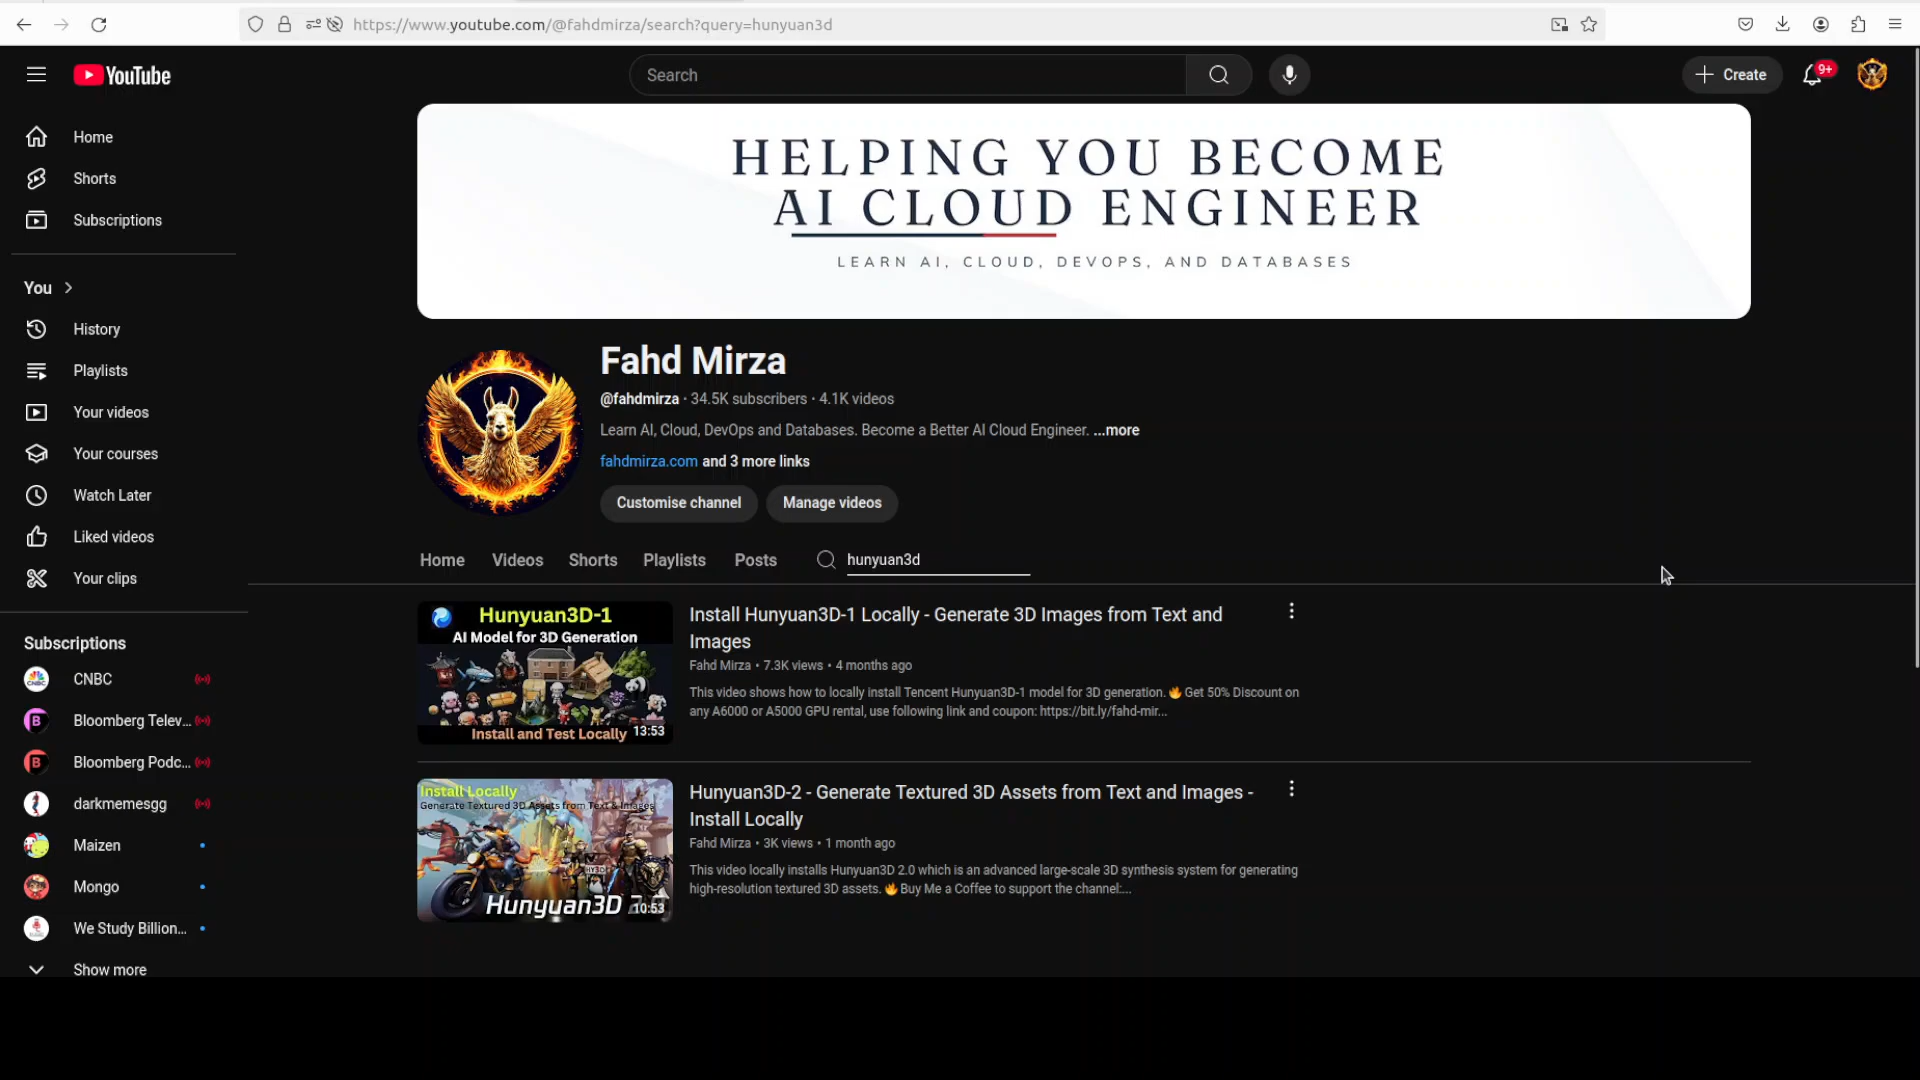 https://www.youtube.com/@fahdmirza/search?query=hunyuan3d
YouTube
Search
Create
9+
Home
Shorts
Subscriptions
You
History
Playlists
Your videos
Your courses
Watch Later
Liked videos
Your clips
Subscriptions
CNBC
Bloomberg Telev...
Bloomberg Podc...
darkmemesgg
Maizen
Mongo
We Study Billion...
Show more
HELPING YOU BECOME
AI CLOUD ENGINEER
LEARN AI, CLOUD, DEVOPS, AND DATABASES
Fahd Mirza
@fahdmirza · 34.5K subscribers · 4.1K videos
Learn AI, Cloud, DevOps and Databases. Become a Better AI Cloud Engineer. ...more
fahdmirza.com and 3 more links
Customise channel
Manage videos
Home Videos Shorts Playlists Posts hunyuan3d
Hunyuan3D-1
AI Model for 3D Generation
Install and Test Locally
13:53
Install Hunyuan3D-1 Locally - Generate 3D Images from Text and
Images
Fahd Mirza • 7.3K views • 4 months ago
This video shows how to locally install Tencent Hunyuan3D-1 model for 3D generation. 🔥 Get 50% Discount on
any A6000 or A5000 GPU rental, use following link and coupon: https://bit.ly/fahd-mir...
Install Locally
Generate Textured 3D Assets from Text & Images
Hunyuan3D 2.0
10:53
Hunyuan3D-2 - Generate Textured 3D Assets from Text and Images -
Install Locally
Fahd Mirza • 3K views • 1 month ago
This video locally installs Hunyuan3D 2.0 which is an advanced large-scale 3D synthesis system for generating
high-resolution textured 3D assets. 🔥 Buy Me a Coffee to support the channel:...